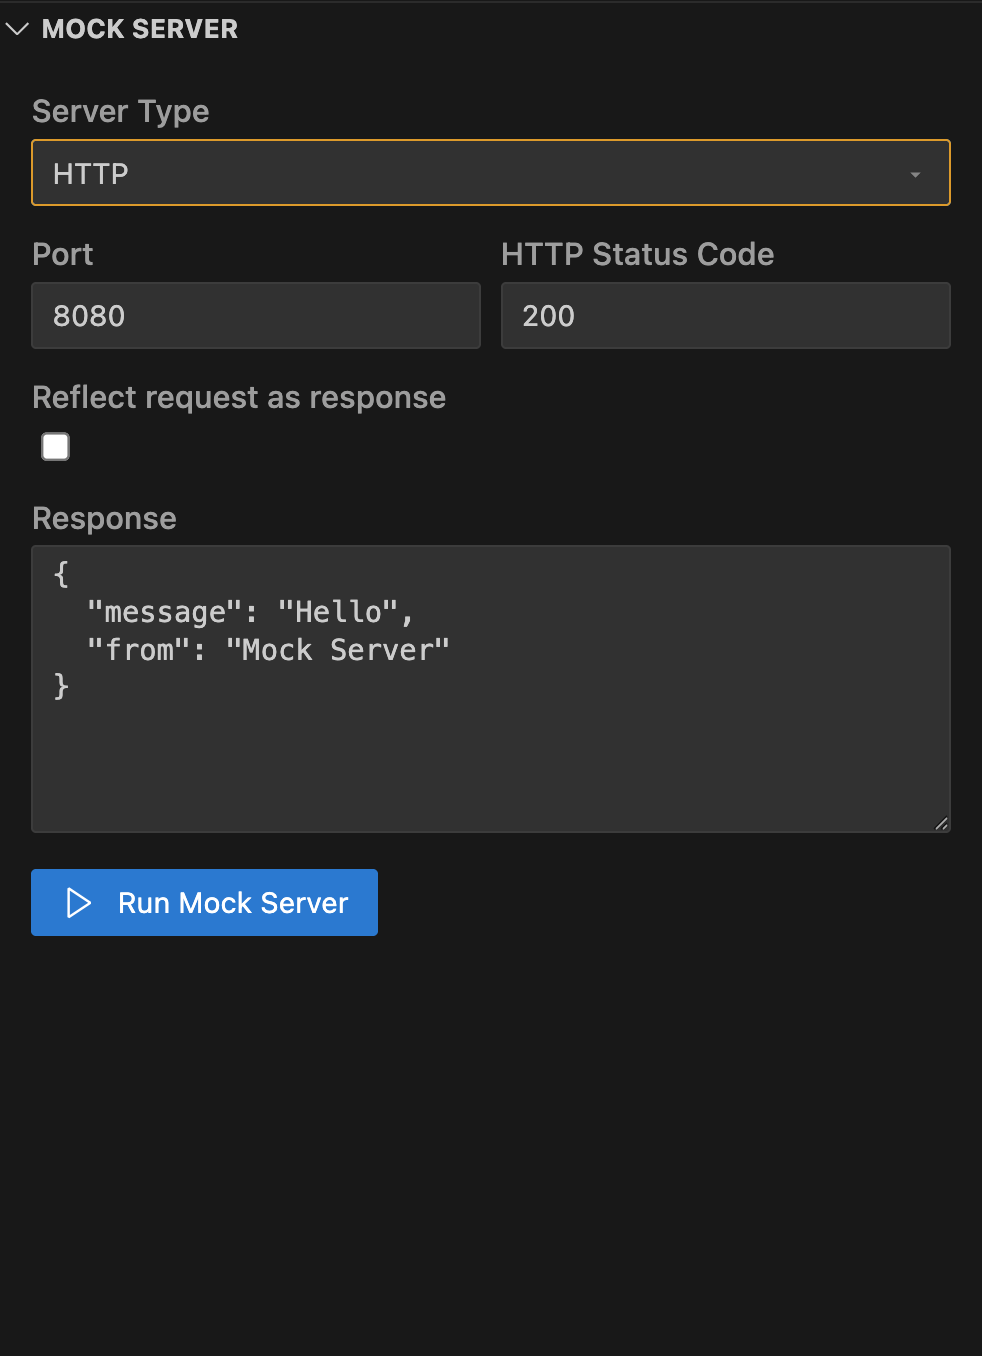 MOCK SERVER
Server Type
HTTP
Port
HTTP Status Code
8080
200
Reflect request as response
Response
{
  "message": "Hello",
  "from": "Mock Server"
}
Run Mock Server